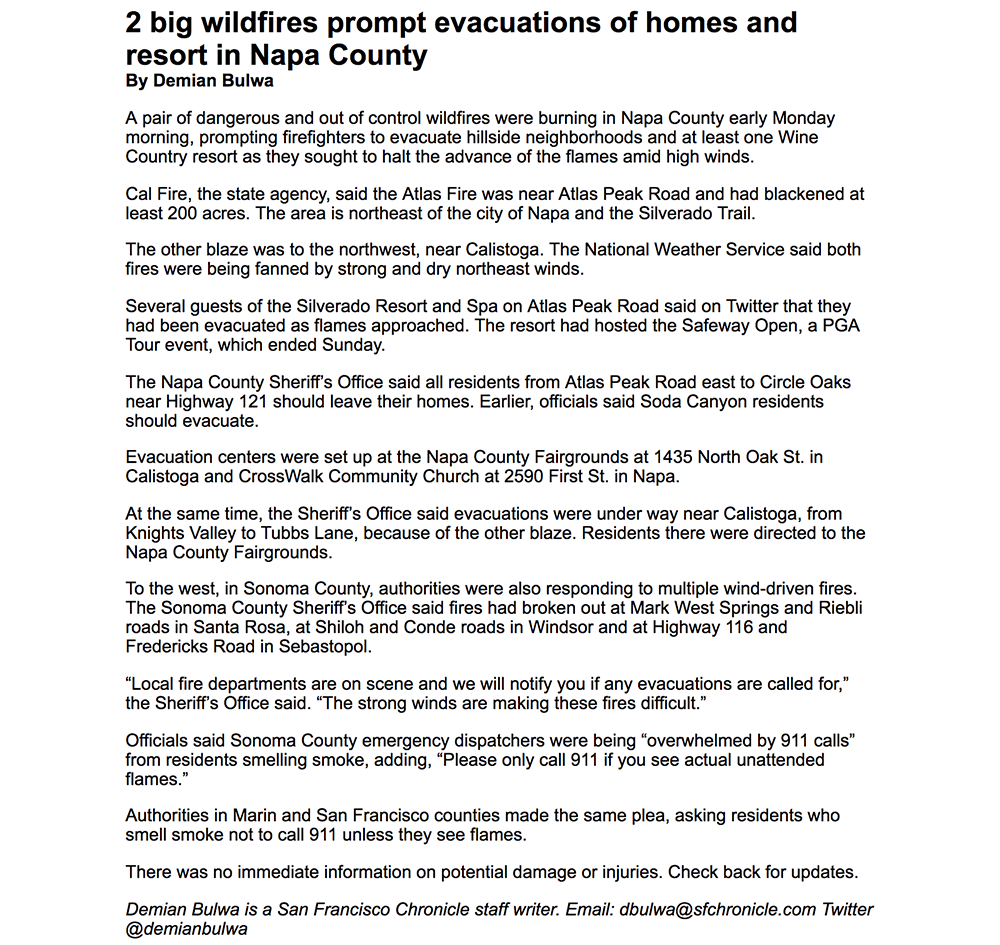 2 big wildfires prompt evacuations of homes and
resort in Napa County
By Demian Bulwa
A pair of dangerous and out of control wildfires were burning in Napa County early Monday
morning, prompting firefighters to evacuate hillside neighborhoods and at least one Wine
Country resort as they sought to halt the advance of the flames amid high winds.
Cal Fire, the state agency, said the Atlas Fire was near Atlas Peak Road and had blackened at
least 200 acres. The area is northeast of the city of Napa and the Silverado Trail.
The other blaze was to the northwest, near Calistoga. The National Weather Service said both
fires were being fanned by strong and dry northeast winds.
Several guests of the Silverado Resort and Spa on Atlas Peak Road said on Twitter that they
had been evacuated as flames approached. The resort had hosted the Safeway Open, a PGA
Tour event, which ended Sunday.
The Napa County Sheriff’s Office said all residents from Atlas Peak Road east to Circle Oaks
near Highway 121 should leave their homes. Earlier, officials said Soda Canyon residents
should evacuate.
Evacuation centers were set up at the Napa County Fairgrounds at 1435 North Oak St. in
Calistoga and CrossWalk Community Church at 2590 First St. in Napa.
At the same time, the Sheriff’s Office said evacuations were under way near Calistoga, from
Knights Valley to Tubbs Lane, because of the other blaze. Residents there were directed to the
Napa County Fairgrounds.
To the west, in Sonoma County, authorities were also responding to multiple wind-driven fires.
The Sonoma County Sheriff’s Office said fires had broken out at Mark West Springs and Riebli
roads in Santa Rosa, at Shiloh and Conde roads in Windsor and at Highway 116 and
Fredericks Road in Sebastopol.
“Local fire departments are on scene and we will notify you if any evacuations are called for,”
the Sheriff’s Office said. “The strong winds are making these fires difficult.”
Officials said Sonoma County emergency dispatchers were being “overwhelmed by 911 calls”
from residents smelling smoke, adding, “Please only call 911 if you see actual unattended
flames.”
Authorities in Marin and San Francisco counties made the same plea, asking residents who
smell smoke not to call 911 unless they see flames.
There was no immediate information on potential damage or injuries. Check back for updates.
Demian Bulwa is a San Francisco Chronicle staff writer. Email: dbulwa@sfchronicle.com Twitter
@demianbulwa